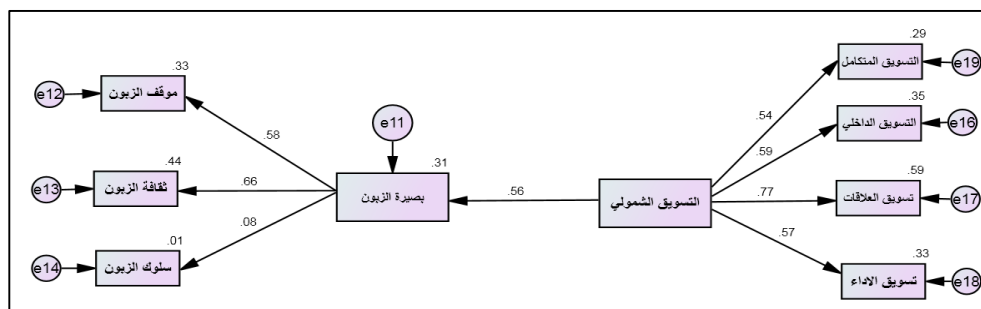 .29
التسويق المتكامل
e19
.33
موقف الزبون
e12
.54
.35
التسويق الداخلي
e16
e11
.58
.59
.44
ثقافة الزبون
e13
.66
.31
بصيرة الزبون
.56
التسويق الشمولي
.77
.59
تسويق العلاقات
e17
.08
.57
.01
سلوك الزبون
e14
.33
تسويق الاداء
e18